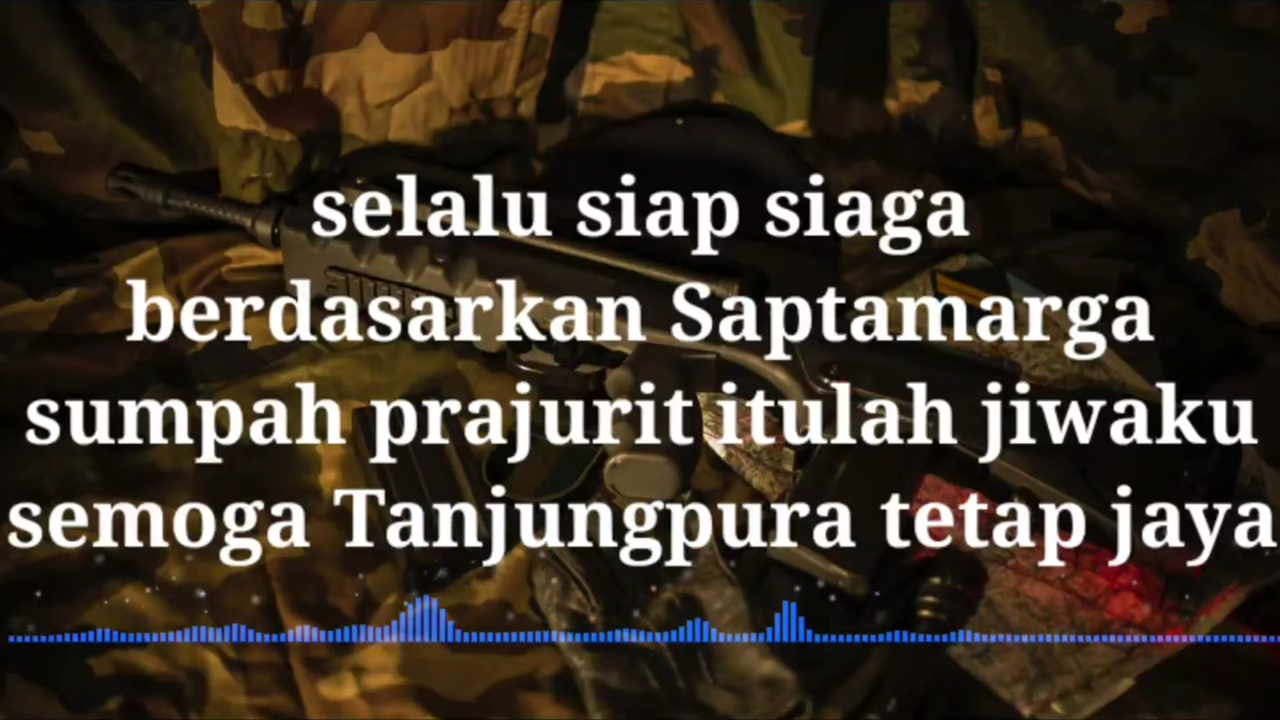 selalu siap siaga
berdasarkan Saptamarga
sumpah prajurit itulah jiwaku
semoga Tanjungpura tetap jaya